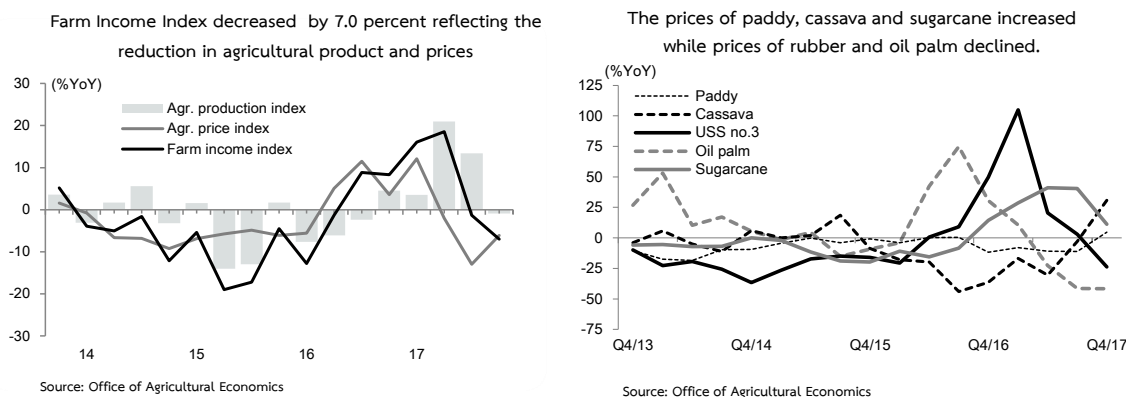 Farm Income Index decreased  by 7.0 percent reflecting the
reduction in agricultural product and prices
(%YoY)
30
20
10
0
-10
-20
-30
Agr. production index
Agr. price index
Farm income index
14
15
16
17
Source: Office of Agricultural Economics
The prices of paddy, cassava and sugarcane increased
while prices of rubber and oil palm declined.
(%YoY)
125
100
75
50
25
0
-25
-50
-75
Paddy
Cassava
USS no.3
Oil palm
Sugarcane
Q4/13
Q4/14
Q4/15
Q4/16
Q4/17
Source: Office of Agricultural Economics